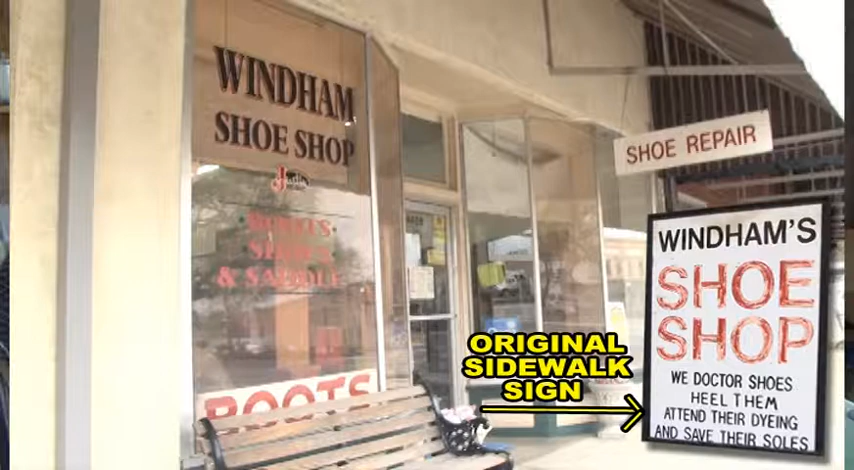 WINDHAM
SHOE SHOP
& SADDLE
BOOTS
SHOE REPAIR
ORIGINAL
SIDEWALK
SIGN
WINDHAM'S
SHOE
SHOP
WE DOCTOR SHOES
HEEL THEM
ATTEND THEIR DYEING
AND SAVE THEIR SOLES